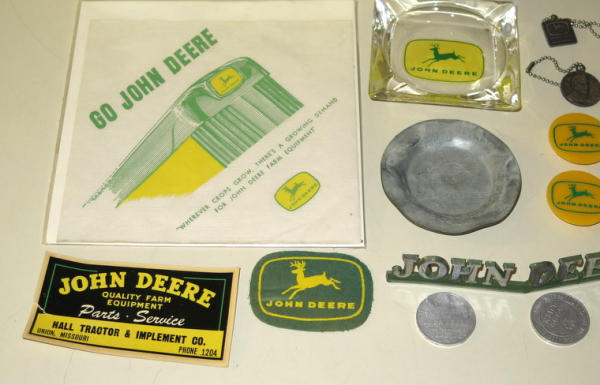 GO JOHN DEERE
"WHEREVER CROPS GROW, THERE'S A GROWING DEMAND
FOR JOHN DEERE FARM EQUIPMENT"
JOHN DEERE
JOHN DEERE
JOHN DEERE
JOHN DEERE
JOHN DEERE
QUALITY FARM
EQUIPMENT
Parts · Service
HALL TRACTOR & IMPLEMENT CO.
UNION, MISSOURI
PHONE 1204
JOHN DEERE
JOHN DEE